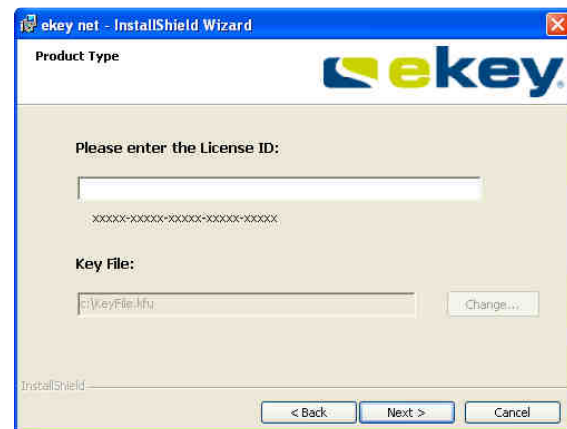 ekey net - InstallShield Wizard
Product Type
ekey
Please enter the License ID:
xxxxx-xxxxx-xxxxx-xxxxx-xxxxx
Key File:
c:\KeyFile.kfu
Change...
InstallShield
< Back
Next >
Cancel